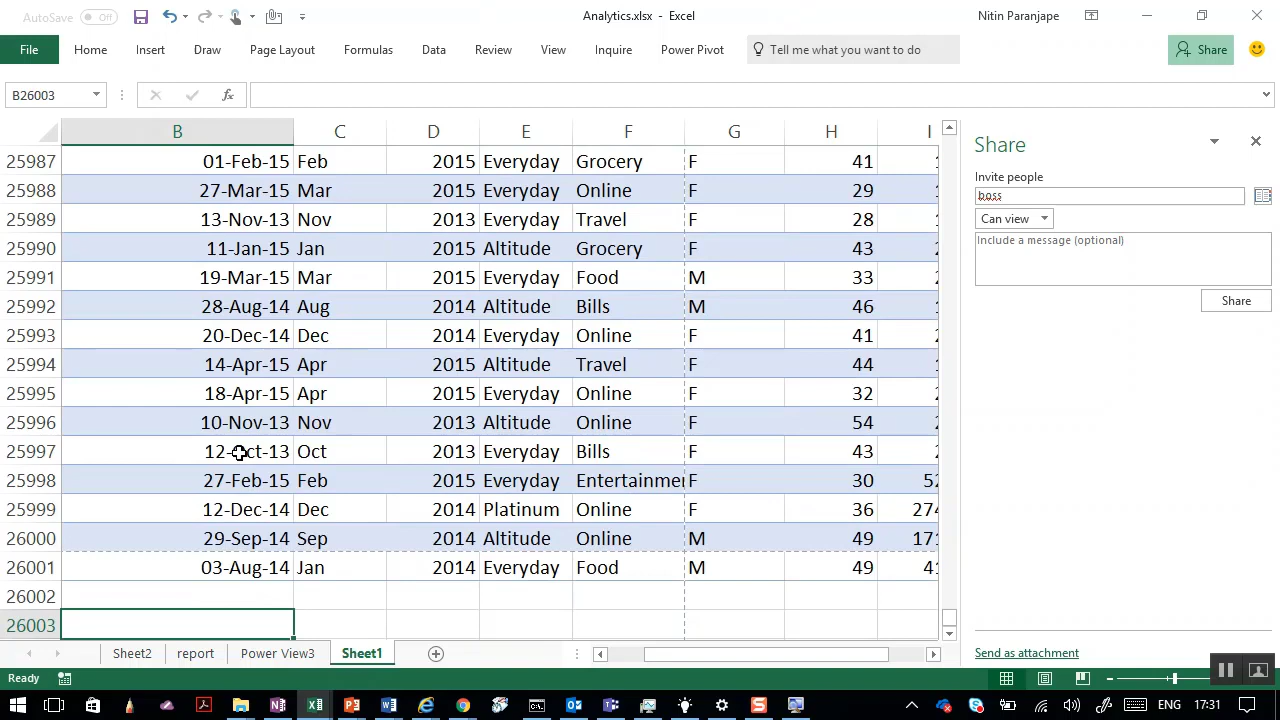 AutoSave Off Analytics.xlsx - Excel Nitin Paranjape
File Home Insert Draw Page Layout Formulas Data Review View Inquire Power Pivot Tell me what you want to do Share
B26003 fx
B C D E F G H I
25987 01-Feb-15 Feb 2015 Everyday Grocery F 41
25988 27-Mar-15 Mar 2015 Everyday Online F 29
25989 13-Nov-13 Nov 2013 Everyday Travel F 28
25990 11-Jan-15 Jan 2015 Altitude Grocery F 43
25991 19-Mar-15 Mar 2015 Everyday Food M 33
25992 28-Aug-14 Aug 2014 Altitude Bills M 46
25993 20-Dec-14 Dec 2014 Everyday Online F 41
25994 14-Apr-15 Apr 2015 Altitude Travel F 44
25995 18-Apr-15 Apr 2015 Everyday Online F 32
25996 10-Nov-13 Nov 2013 Altitude Online F 54
25997 12-Oct-13 Oct 2013 Everyday Bills F 43
25998 27-Feb-15 Feb 2015 Everyday Entertainmen F 30 52
25999 12-Dec-14 Dec 2014 Platinum Online F 36 274
26000 29-Sep-14 Sep 2014 Altitude Online M 49 171
26001 03-Aug-14 Jan 2014 Everyday Food M 49 41
26002
26003
Share
Invite people
boss
Can view
Include a message (optional)
Share
Send as attachment
Sheet2 report Power View3 Sheet1
Ready
ENG 17:31